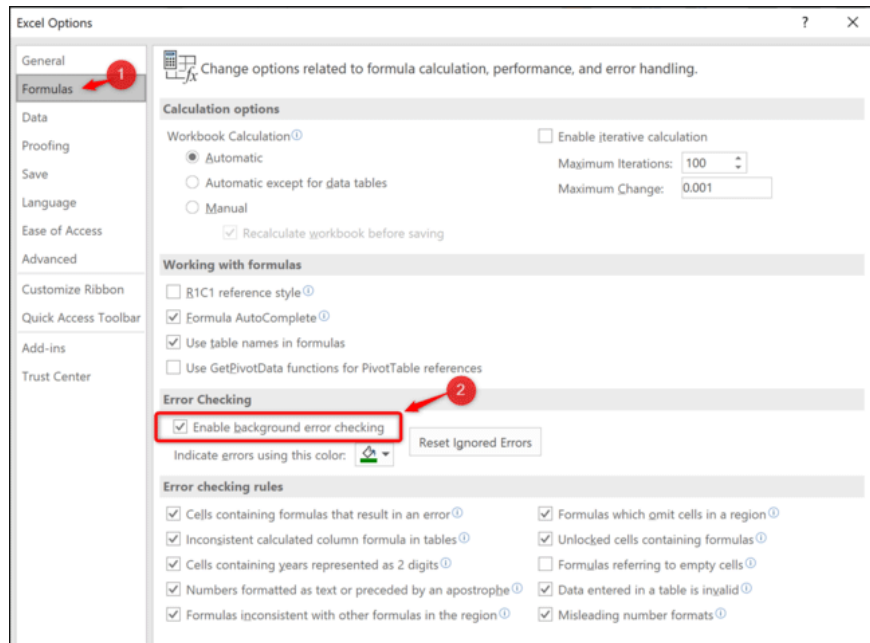 Excel Options ? ×
General
Formulas
1
Data
Proofing
Save
Language
Ease of Access
Advanced
Customize Ribbon
Quick Access Toolbar
Add-ins
Trust Center
fx Change options related to formula calculation, performance, and error handling.
Calculation options
Workbook Calculation
Automatic
Automatic except for data tables
Manual
Recalculate workbook before saving
Enable iterative calculation
Maximum Iterations: 100
Maximum Change: 0.001
Working with formulas
R1C1 reference style
Formula AutoComplete
Use table names in formulas
Use GetPivotData functions for PivotTable references
Error Checking
2
Enable background error checking
Indicate errors using this color:
Reset Ignored Errors
Error checking rules
Cells containing formulas that result in an error
Inconsistent calculated column formula in tables
Cells containing years represented as 2 digits
Numbers formatted as text or preceded by an apostrophe
Formulas inconsistent with other formulas in the region
Formulas which omit cells in a region
Unlocked cells containing formulas
Formulas referring to empty cells
Data entered in a table is invalid
Misleading number formats